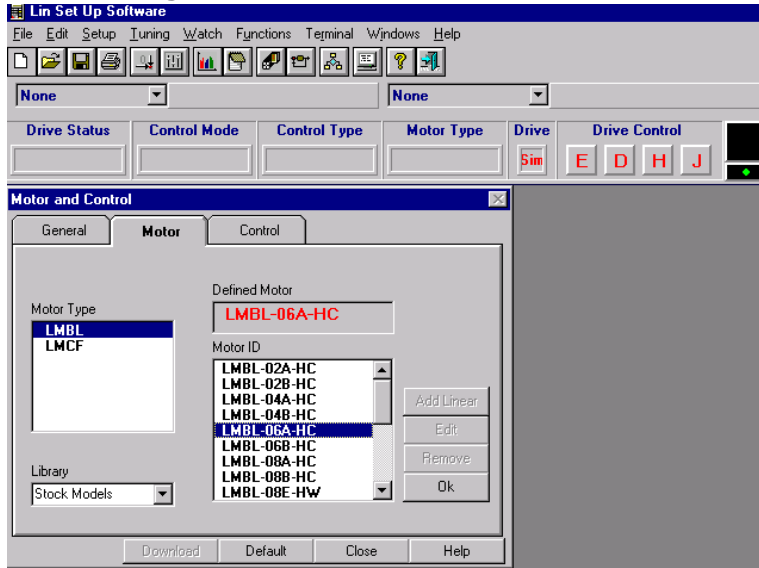 Lin Set Up Software
File Edit Setup Tuning Watch Functions Terminal Windows Help
None None
Drive Status Control Mode Control Type Motor Type Drive Drive Control
Sim E D H J
Motor and Control
General Motor Control
Defined Motor
LMBL-06A-HC
Motor Type
LMBL
LMCF
Motor ID
LMBL-02A-HC
LMBL-02B-HC
LMBL-04A-HC
LMBL-04B-HC
LMBL-06A-HC
LMBL-06B-HC
LMBL-08A-HC
LMBL-08B-HC
LMBL-08E-HW
Add Linear
Edit
Remove
Ok
Library
Stock Models
Download Default Close Help